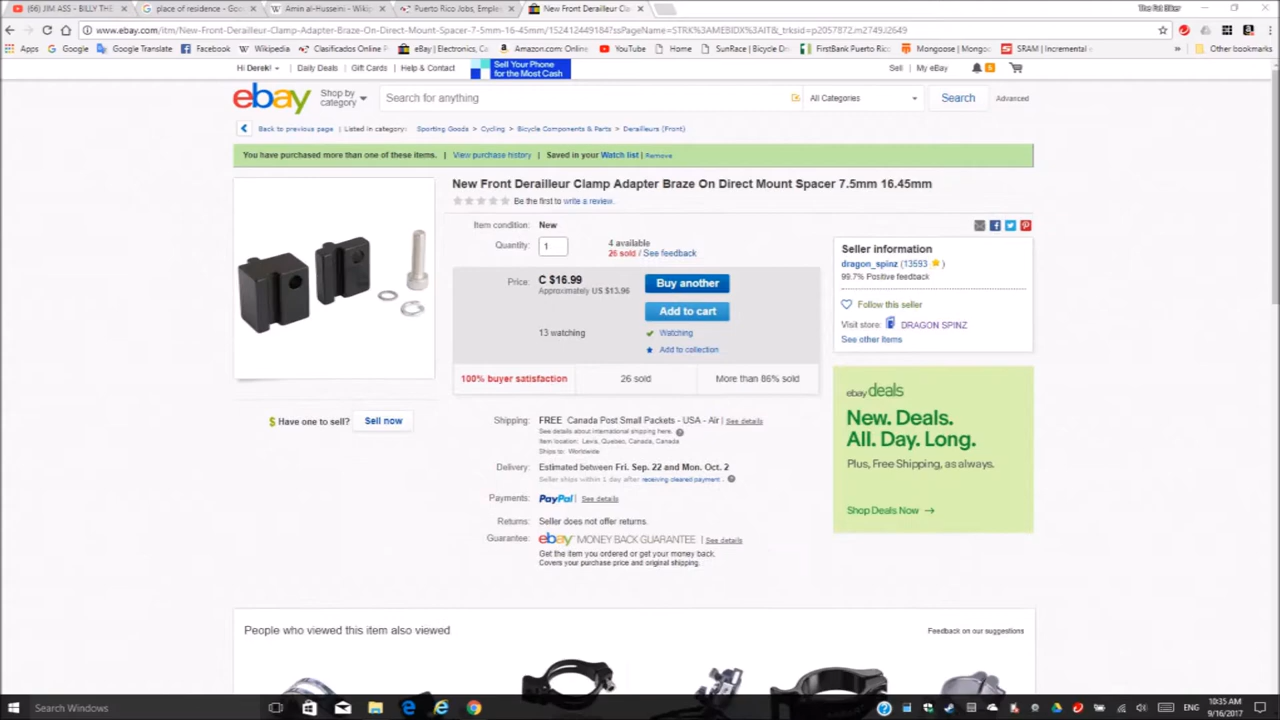 (66) JIM ASS - BILLY THE
place of residence - Goo
Amin al-Husseini - Wikip
Puerto Rico Jobs, Emplea
New Front Derailleur Cla
The Fat Biker
www.ebay.com/itm/New-Front-Derailleur-Clamp-Adapter-Braze-On-Direct-Mount-Spacer-7-5mm-16-45mm/152412449184?ssPageName=STRK%3AMEBIDX%3AIT&_trksid=p2057872.m2749.l2649
Apps Google Google Translate Facebook Wikipedia Clasificados Online P eBay | Electronics, C Amazon.com: Online YouTube Home SunRace | Bicycle D FirstBank Puerto Ric Mongoose | Mongo SRAM | Incremental » Other bookmarks
Hi Derek! Daily Deals Gift Cards Help & Contact Sell Your Phone for the Most Cash Sell My eBay 5
ebay Shop by category Search for anything All Categories Search Advanced
Back to previous page | Listed in category: Sporting Goods > Cycling > Bicycle Components & Parts > Derailleurs (Front)
You have purchased more than one of these items. | View purchase history | Saved in your Watch list | Remove
New Front Derailleur Clamp Adapter Braze On Direct Mount Spacer 7.5mm 16.45mm
Be the first to write a review.
Item condition: New
Quantity: 1 4 available
26 sold / See feedback
Price: C $16.99 Buy another
Approximately US $13.96
Add to cart
13 watching Watching
Add to collection
100% buyer satisfaction 26 sold More than 86% sold
Seller information
dragon_spinz (13593 )
99.7% Positive feedback
Follow this seller
Visit store: DRAGON SPINZ
See other items
$ Have one to sell? Sell now
Shipping: FREE Canada Post Small Packets - USA - Air | See details
See details about international shipping here.
Item location: Levis, Quebec, Canada, Canada
Ships to: Worldwide
Delivery: Estimated between Fri. Sep. 22 and Mon. Oct. 2
Seller ships within 1 day after receiving cleared payment.
Payments: PayPal | See details
Returns: Seller does not offer returns.
Guarantee: ebay MONEY BACK GUARANTEE | See details
Get the item you ordered or get your money back.
Covers your purchase price and original shipping.
ebay deals
New. Deals.
All. Day. Long.
Plus, Free Shipping, as always.
Shop Deals Now →
People who viewed this item also viewed
Feedback on our suggestions
Search Windows
ENG
10:35 AM
9/16/2017